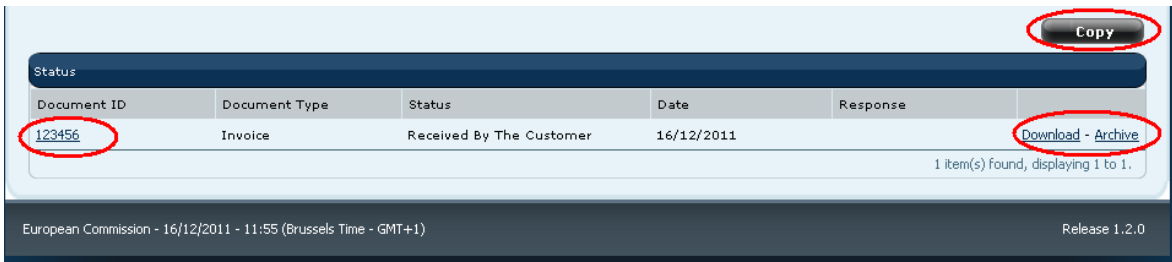 Copy
Status
Document ID Document Type Status Date Response
123456 Invoice Received By The Customer 16/12/2011 Download - Archive
1 item(s) found, displaying 1 to 1.
European Commission - 16/12/2011 - 11:55 (Brussels Time - GMT+1) Release 1.2.0